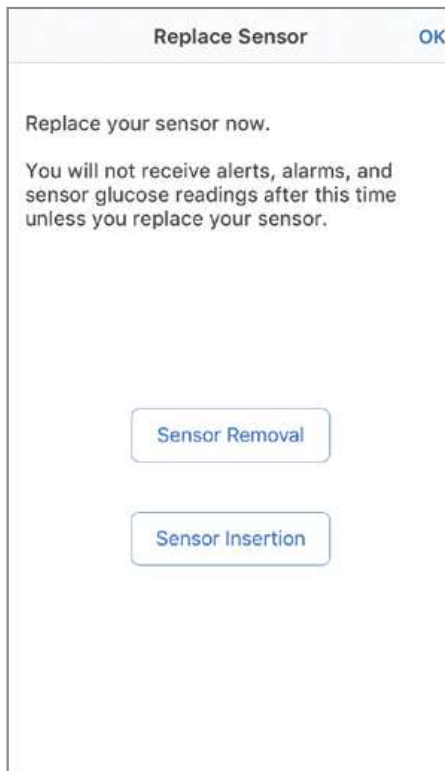 Replace Sensor OK
Replace your sensor now.
You will not receive alerts, alarms, and
sensor glucose readings after this time
unless you replace your sensor.
Sensor Removal
Sensor Insertion